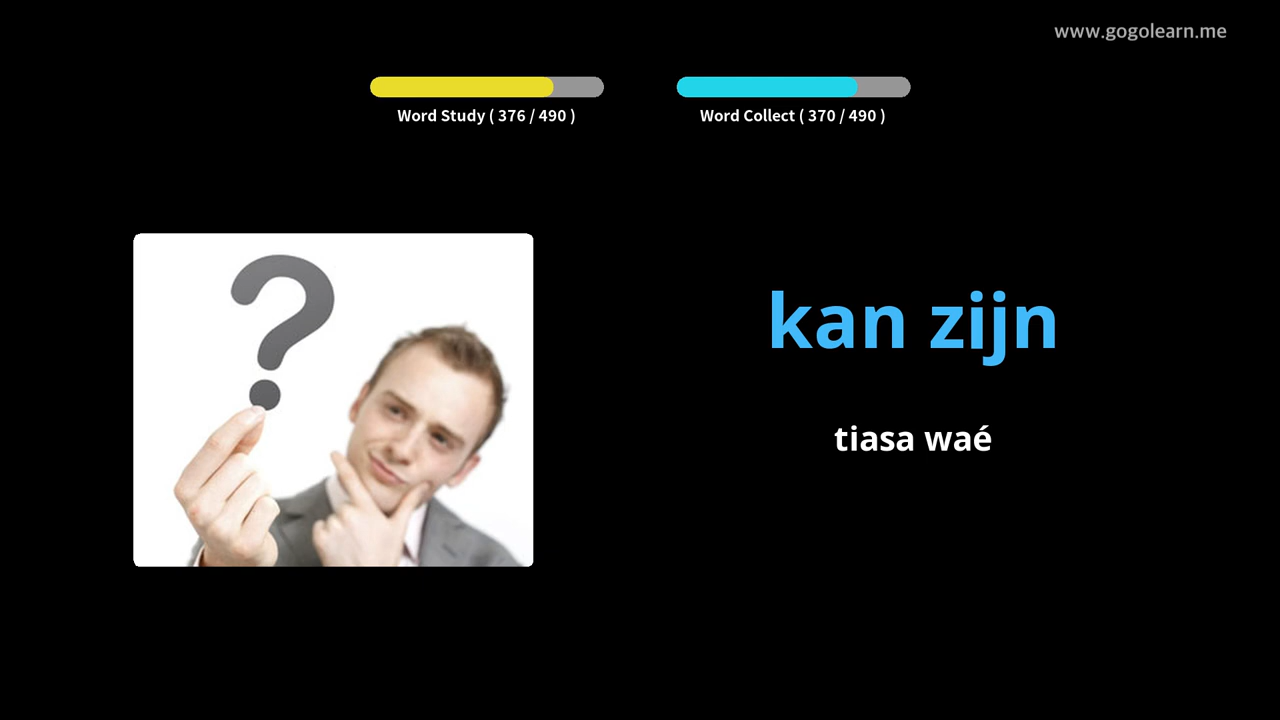 www.gogolearn.me
Word Study ( 376 / 490 )
Word Collect ( 370 / 490 )
?
kan zijn
tiasa waé